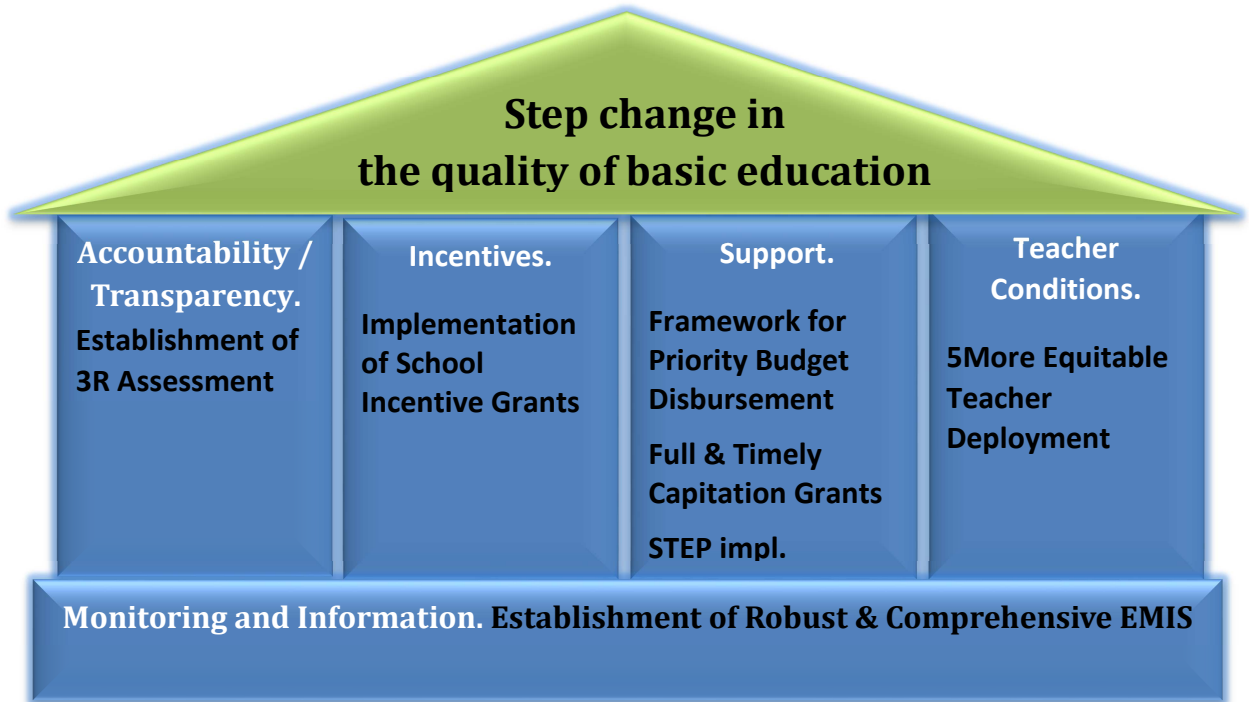 Step change in
the quality of basic education
Accountability /
Transparency.
Establishment of
3R Assessment
Incentives.
Implementation
of School
Incentive Grants
Support.
Framework for
Priority Budget
Disbursement
Full & Timely
Capitation Grants
STEP impl.
Teacher
Conditions.
5More Equitable
Teacher
Deployment
Monitoring and Information. Establishment of Robust & Comprehensive EMIS